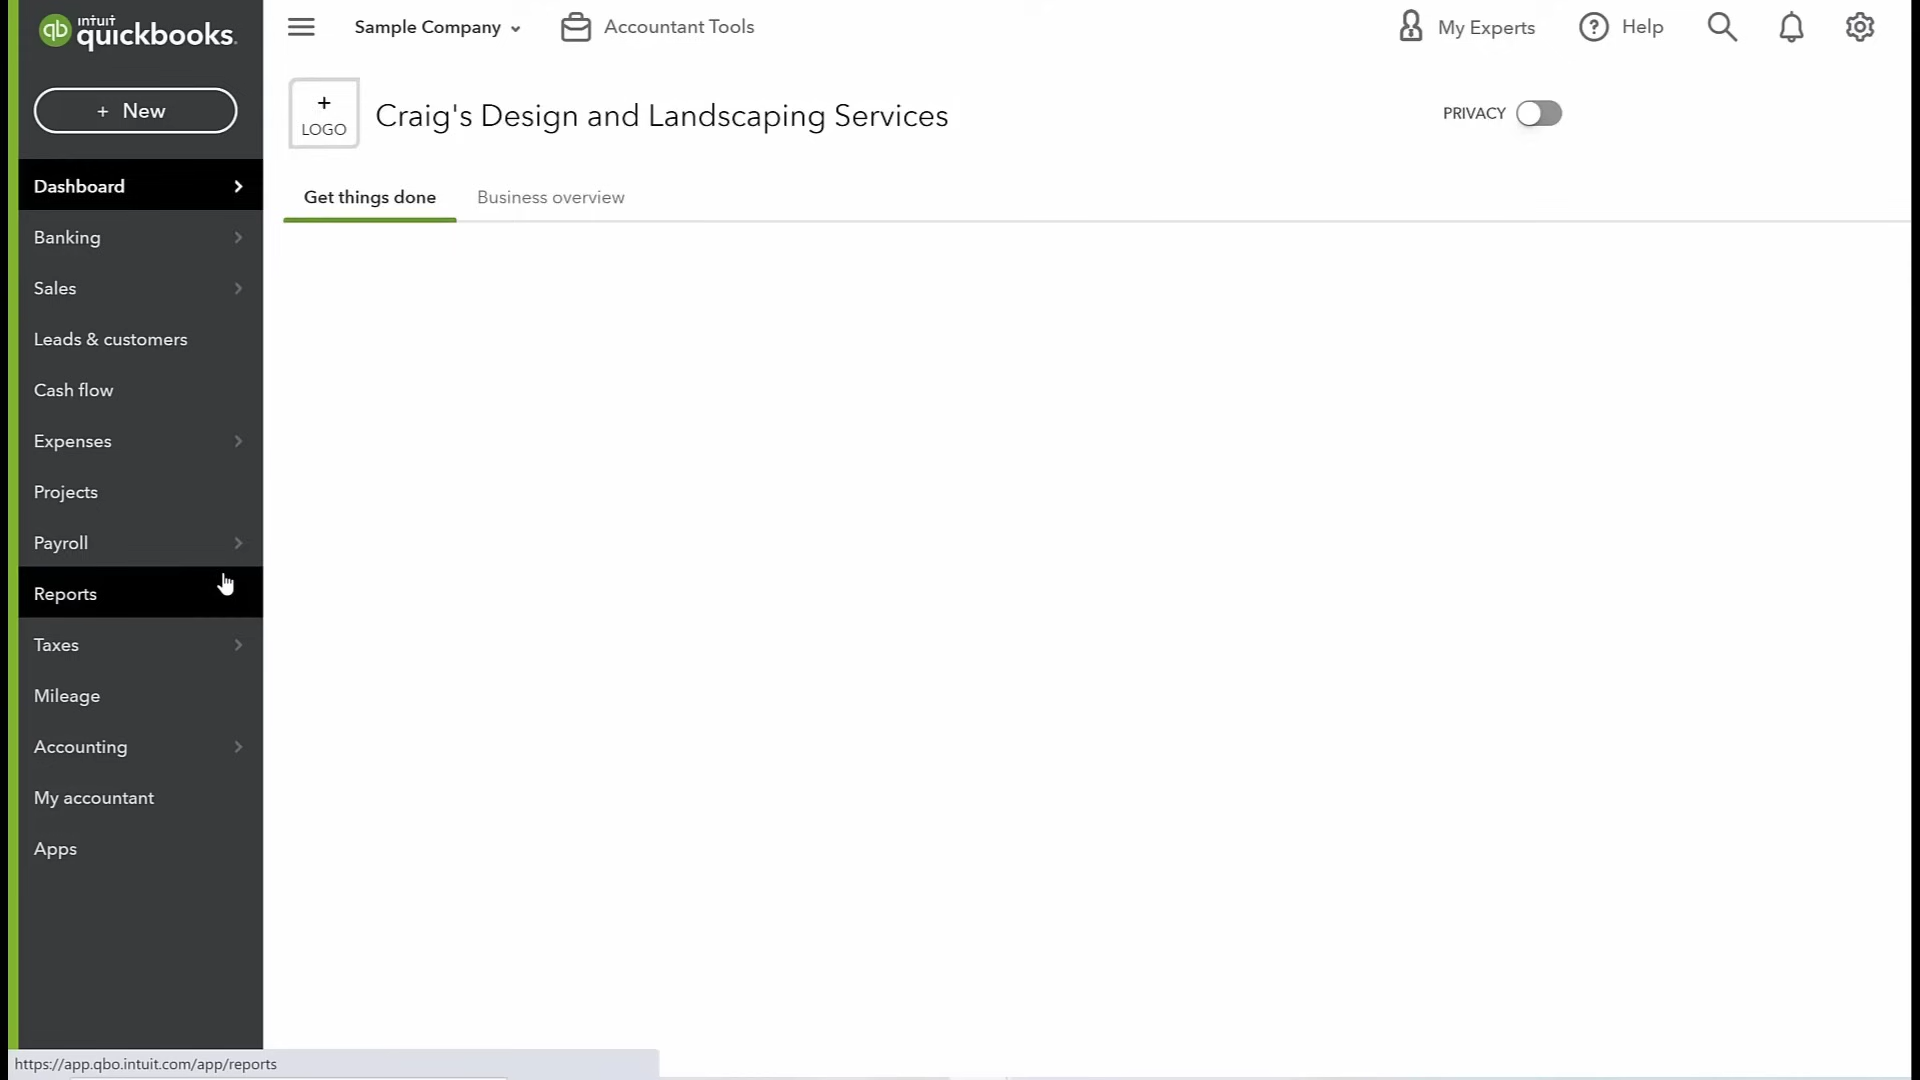 intuit
quickbooks.
Sample Company
Accountant Tools
My Experts
Help
+ New
+
LOGO
Craig's Design and Landscaping Services
PRIVACY
Get things done
Business overview
Dashboard
Banking
Sales
Leads & customers
Cash flow
Expenses
Projects
Payroll
Reports
Taxes
Mileage
Accounting
My accountant
Apps
https://app.qbo.intuit.com/app/reports